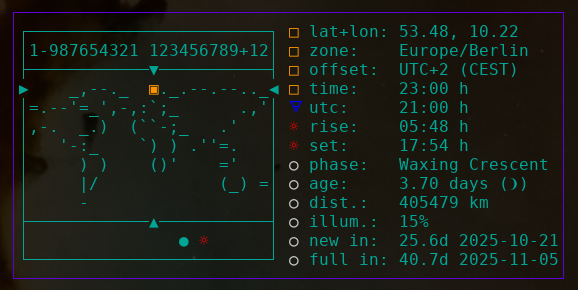 1-987654321 123456789+12
lat+lon: 53.48, 10.22
zone: Europe/Berlin
offset: UTC+2 (CEST)
time: 23:00 h
utc: 21:00 h
rise: 05:48 h
set: 17:54 h
phase: Waxing Crescent
age: 3.70 days (❩)
dist.: 405479 km
illum.: 15%
new in: 25.6d 2025-10-21
full in: 40.7d 2025-11-05